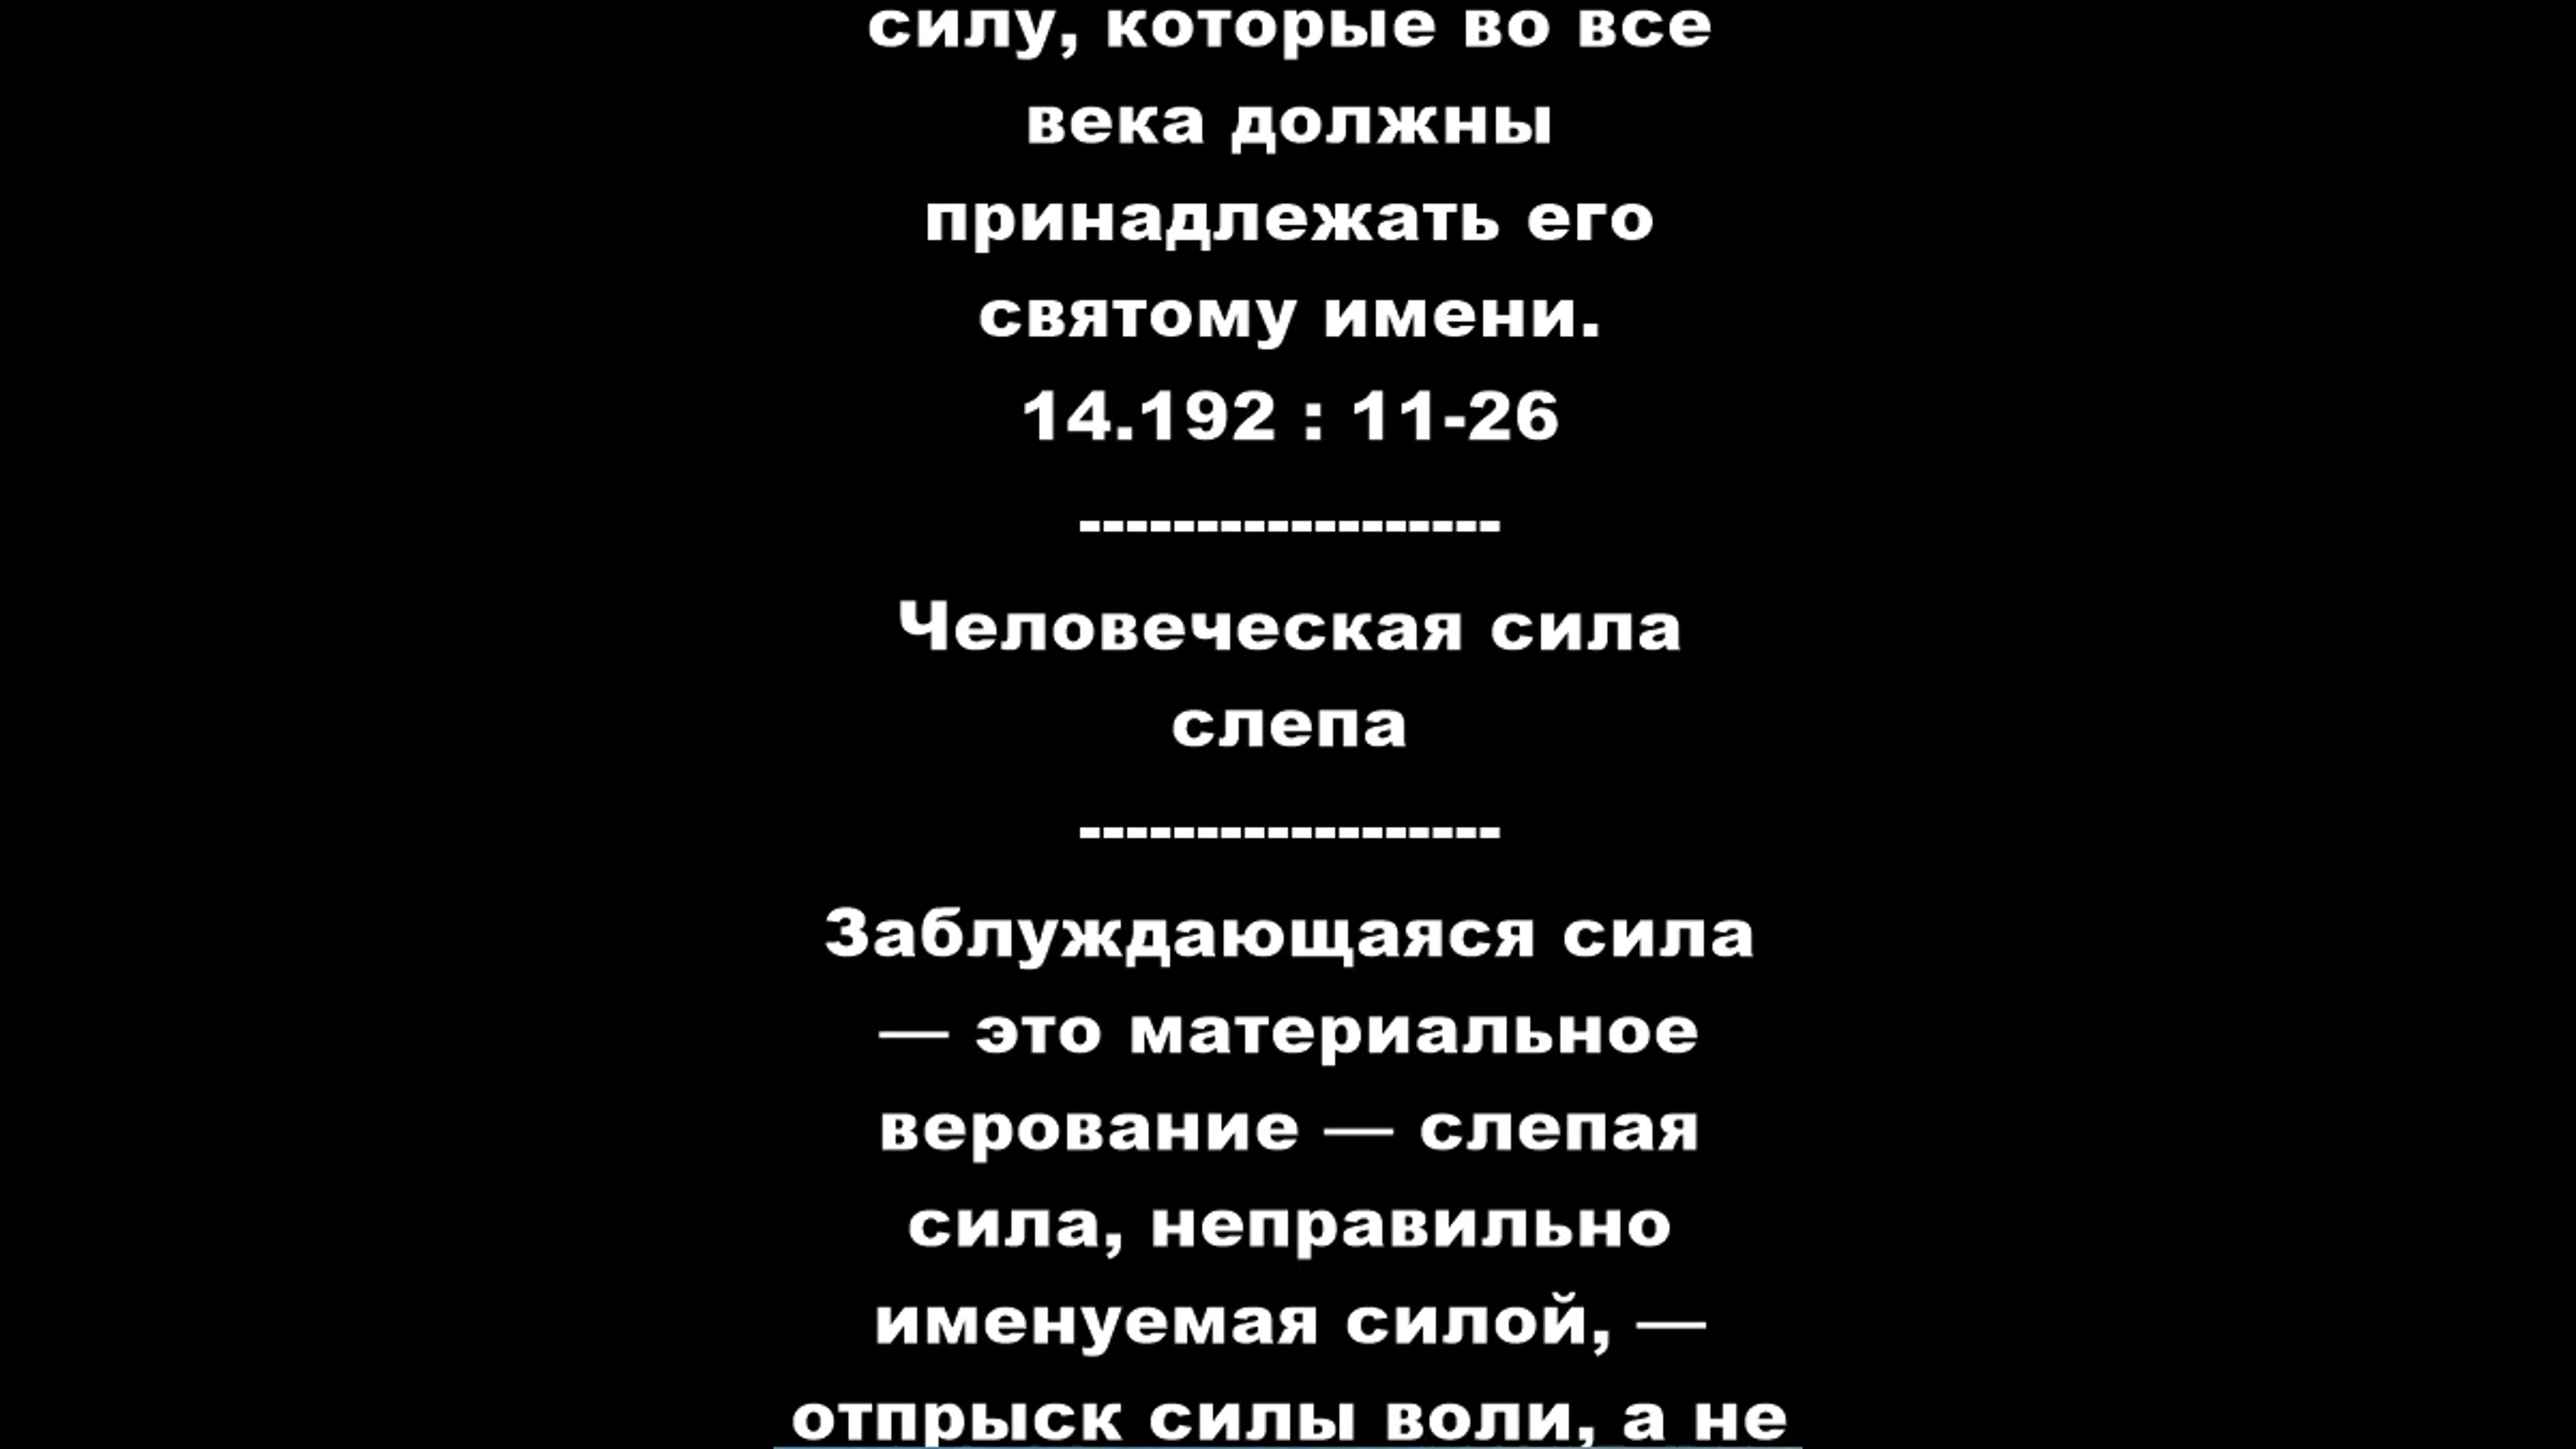 силу, которые во все
века должны
принадлежать его
святому имени.
14.192 : 11-26
------------------
Человеческая сила
слепа
------------------
Заблуждающаяся сила
— это материальное
верование — слепая
сила, неправильно
именуемая силой, —
отпрыск силы воли, а не